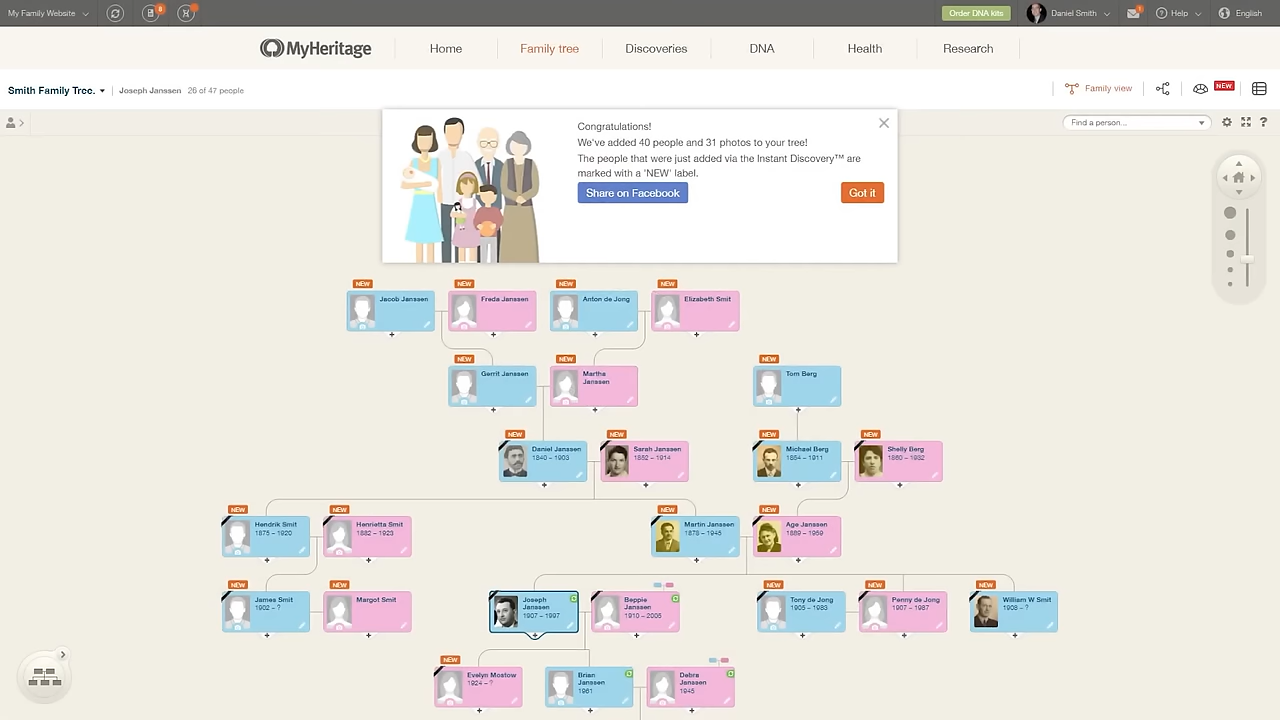 My Family Website
8
Order DNA kits
Daniel Smith
1
Help
English
MyHeritage
Home
Family tree
Discoveries
DNA
Health
Research
Smith Family Tree.
Joseph Janssen
26 of 47 people
Family view
NEW
Find a person...
?
Congratulations!
We've added 40 people and 31 photos to your tree!
The people that were just added via the Instant Discovery™ are
marked with a 'NEW' label.
Share on Facebook
Got it
NEW
Jacob Janssen
NEW
Freda Janssen
NEW
Anton de Jong
NEW
Elizabeth Smit
NEW
Gerrit Janssen
NEW
Martha
Janssen
NEW
Tom Berg
NEW
Daniel Janssen
1840 – 1903
NEW
Sarah Janssen
1852 – 1914
NEW
Michael Berg
1854 – 1911
NEW
Shelly Berg
1860 – 1932
NEW
Hendrik Smit
1875 – 1920
NEW
Henrietta Smit
1882 – 1923
NEW
Martin Janssen
1878 – 1945
NEW
Age Janssen
1889 – 1959
NEW
James Smit
1902 – ?
NEW
Margot Smit
Joseph
Janssen
1907 – 1997
Beppie
Janssen
1910 – 2005
NEW
Tony de Jong
1905 – 1983
NEW
Penny de Jong
1907 – 1987
NEW
William W Smit
1908 – ?
NEW
Evelyn Mostow
1924 – ?
Brian
Janssen
1961
Debra
Janssen
1945